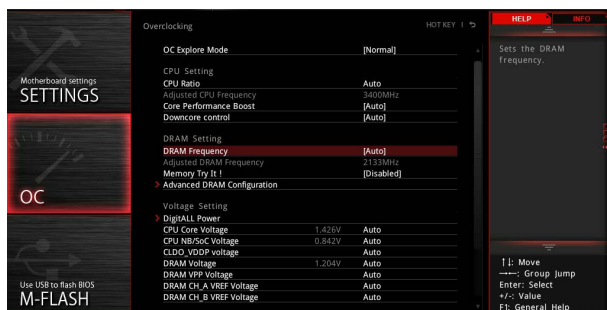 Overclocking
HOT KEY | ↶
HELP
INFO
Motherboard settings
SETTINGS
OC
Use USB to flash BIOS
M-FLASH
OC Explore Mode [Normal]
CPU Setting
CPU Ratio Auto
Adjusted CPU Frequency 3400MHz
Core Performance Boost [Auto]
Downcore control [Auto]
DRAM Setting
DRAM Frequency [Auto]
Adjusted DRAM Frequency 2133MHz
Memory Try It ! [Disabled]
> Advanced DRAM Configuration
Voltage Setting
> DigitALL Power
CPU Core Voltage 1.426V Auto
CPU NB/SoC Voltage 0.842V Auto
CLDO_VDDP voltage Auto
DRAM Voltage 1.204V Auto
DRAM VPP Voltage Auto
DRAM CH_A VREF Voltage Auto
DRAM CH_B VREF Voltage Auto
Sets the DRAM
frequency.
↑↓: Move
→←: Group Jump
Enter: Select
+/-: Value
F1: General Help